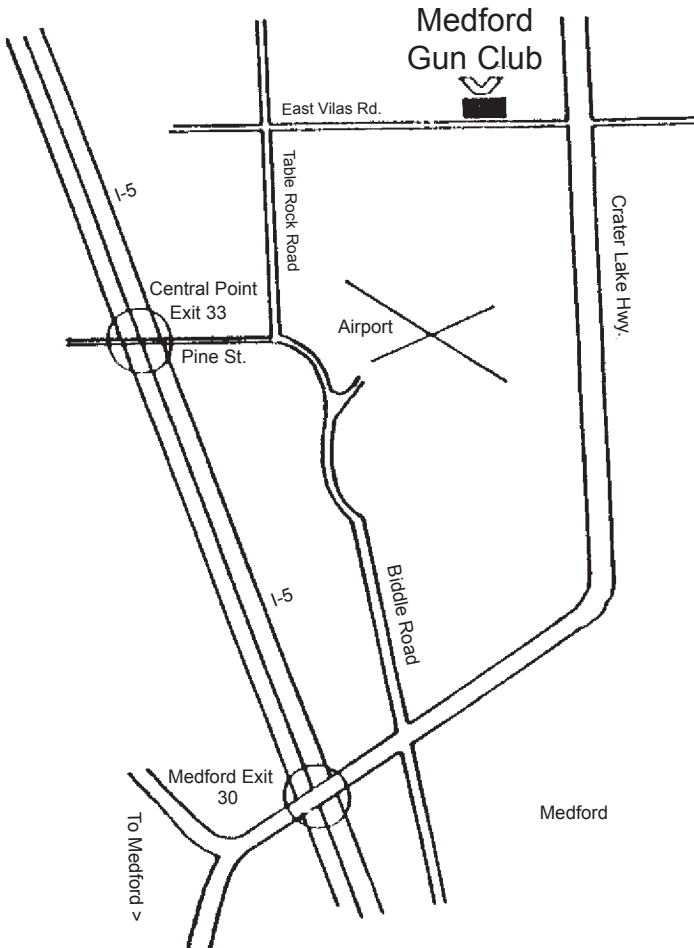 Medford
Gun Club
East Vilas Rd.
I-5
Table Rock Road
Crater Lake Hwy.
Central Point
Exit 33
Airport
Pine St.
I-5
Biddle Road
Medford Exit
30
Medford
To Medford >